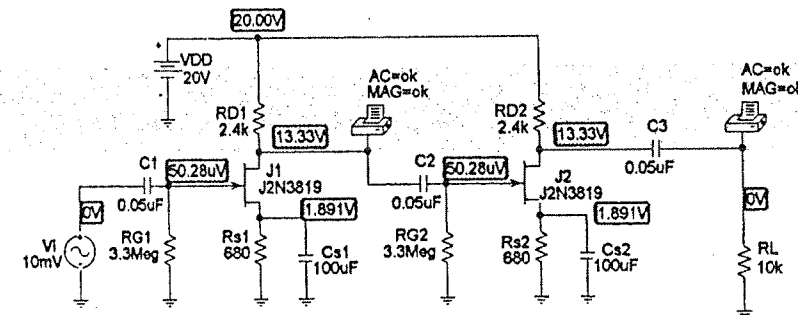 20.00V
VDD
20V
AC=ok
MAG=ok
AC=ok
MAG=ok
RD1
2.4k
RD2
2.4k
13.33V
13.33V
C3
0.05uF
C1
0.05uF
50.28uV
J1
J2N3819
C2
0.05uF
50.28uV
J2
J2N3819
0V
1.891V
1.891V
0V
Vi
10mV
RG1
3.3Meg
Rs1
680
Cs1
100uF
RG2
3.3Meg
Rs2
680
Cs2
100uF
RL
10k